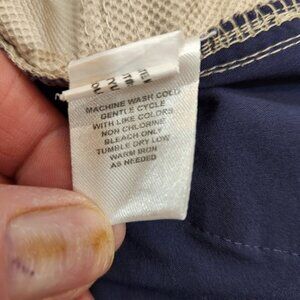 MACHINE WASH COLD
GENTLE CYCLE
WITH LIKE COLORS
NON CHLORINE
BLEACH ONLY
TUMBLE DRY LOW
WARM IRON
AS NEEDED